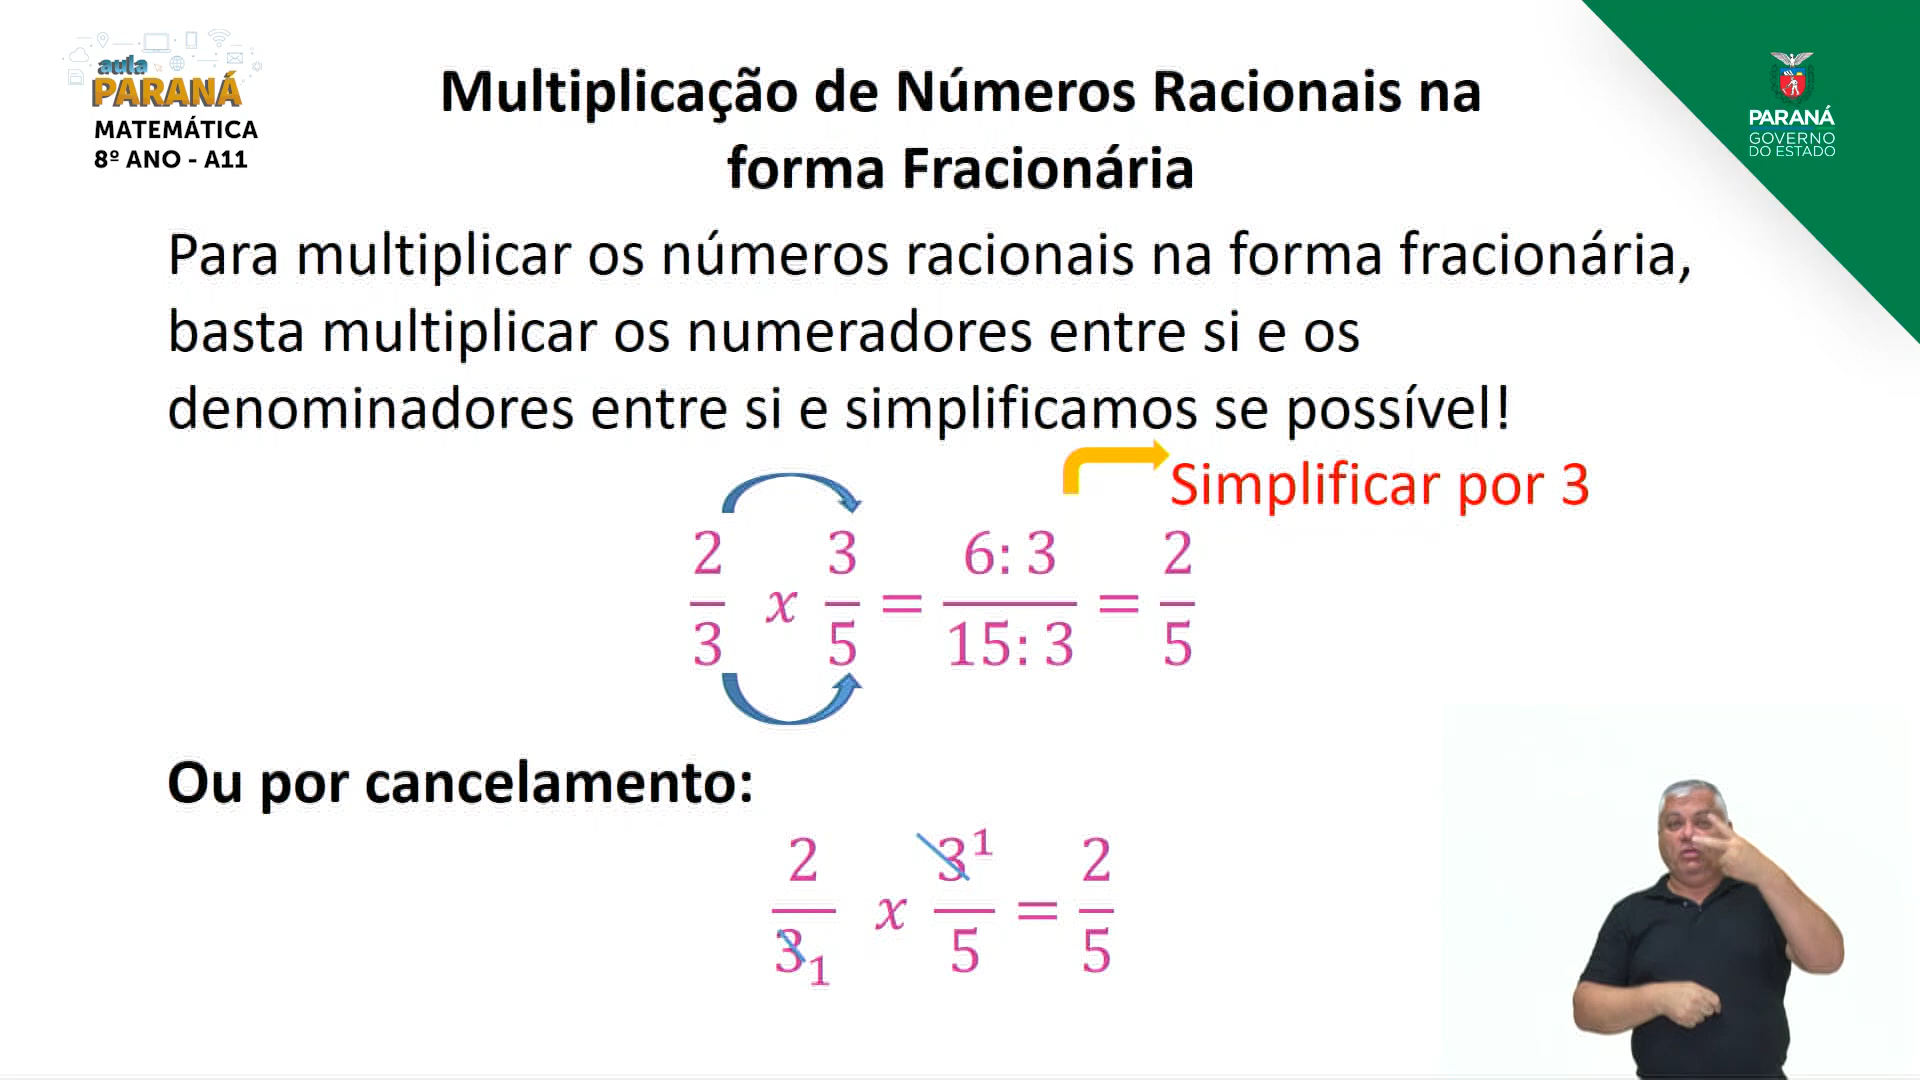 aula
PARANÁ
MATEMÁTICA
8º ANO - A11
PARANÁ
GOVERNO
DO ESTADO
Multiplicação de Números Racionais na
forma Fracionária
Para multiplicar os números racionais na forma fracionária,
basta multiplicar os numeradores entre si e os
denominadores entre si e simplificamos se possível!
Simplificar por 3
2/3 x 3/5 = 6:3/15:3 = 2/5
Ou por cancelamento:
2/3₁ x 3¹/5 = 2/5